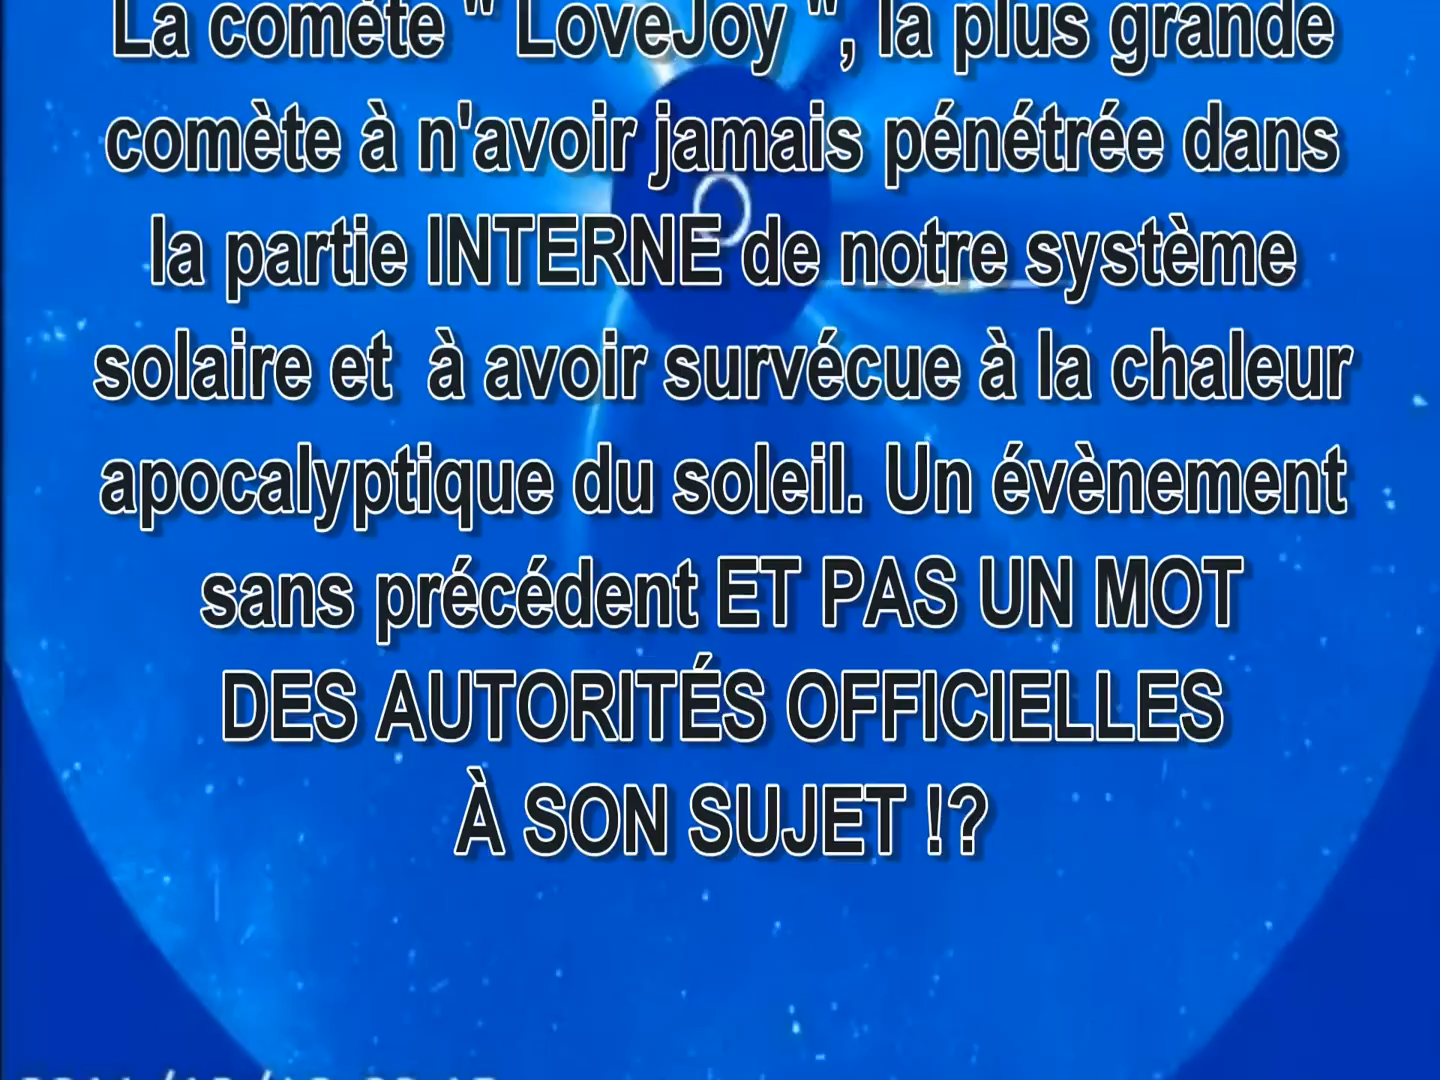 La comète " LoveJoy ", la plus grande
comète à n'avoir jamais pénétrée dans
la partie INTERNE de notre système
solaire et  à avoir survécue à la chaleur
apocalyptique du soleil. Un évènement
sans précédent ET PAS UN MOT
DES AUTORITÉS OFFICIELLES
À SON SUJET !?